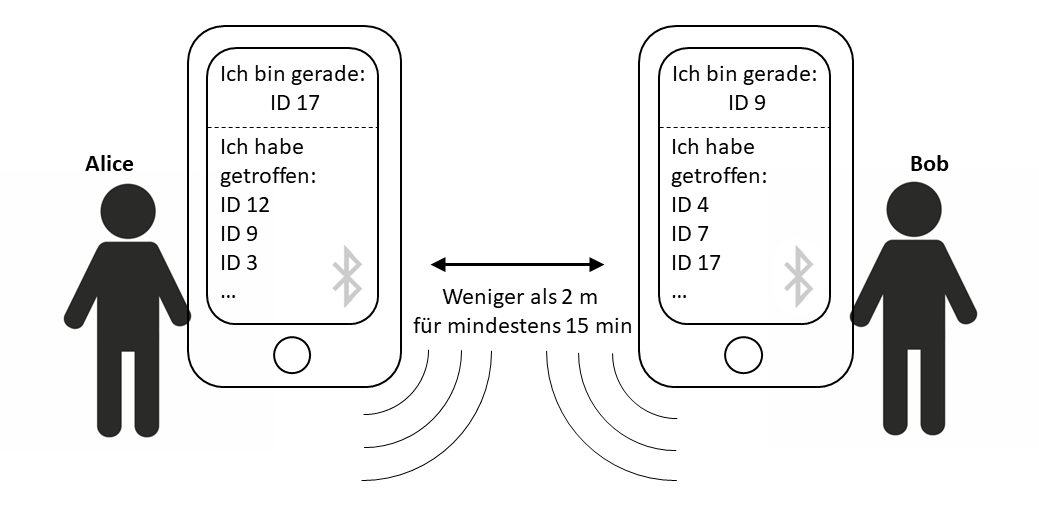 Alice
Ich bin gerade:
ID 17
Ich habe
getroffen:
ID 12
ID 9
ID 3
...
Weniger als 2 m
für mindestens 15 min
Ich bin gerade:
ID 9
Ich habe
getroffen:
ID 4
ID 7
ID 17
...
Bob